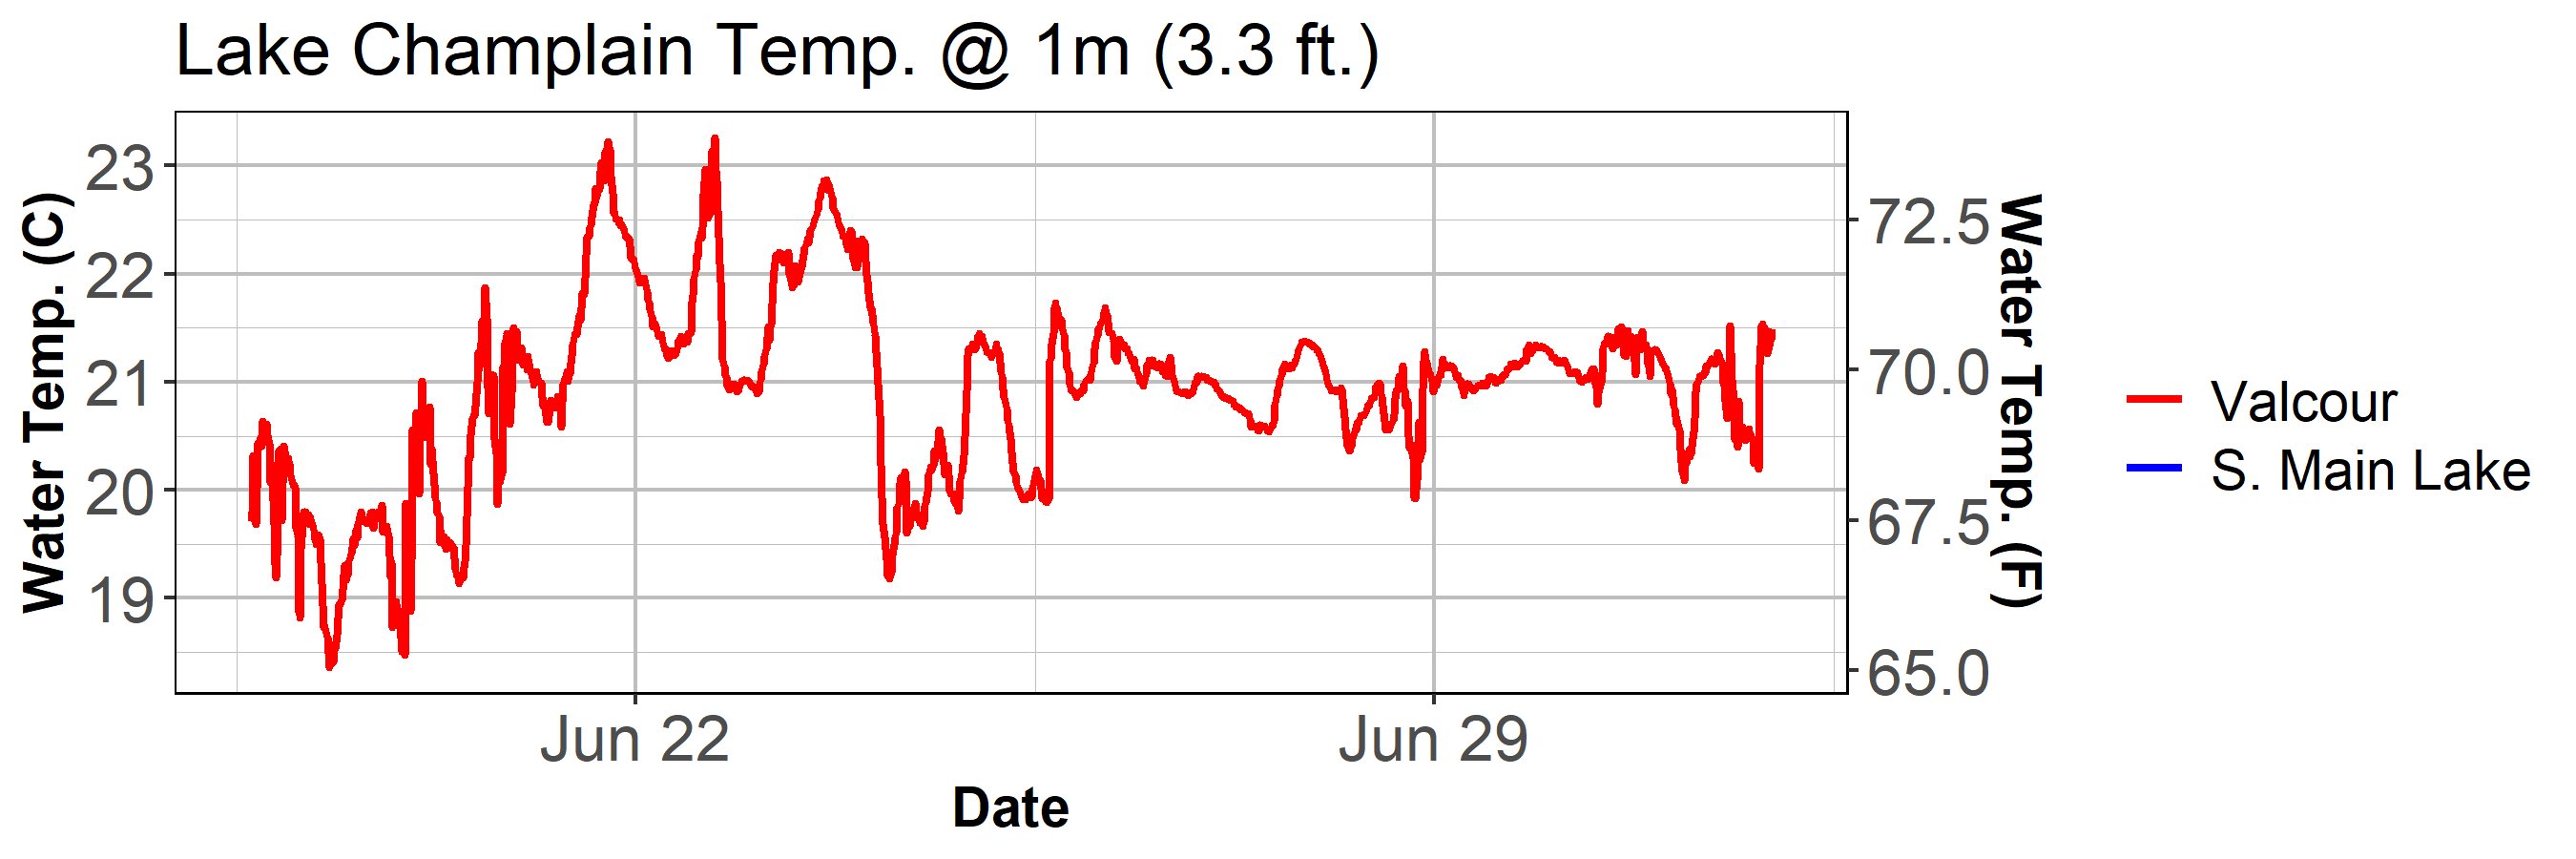 Lake Champlain Temp. @ 1m (3.3 ft.)
Water Temp. (C)
23
22
21
20
19
72.5
70.0
67.5
65.0
Water Temp. (F)
Jun 22
Jun 29
Date
Valcour
S. Main Lake